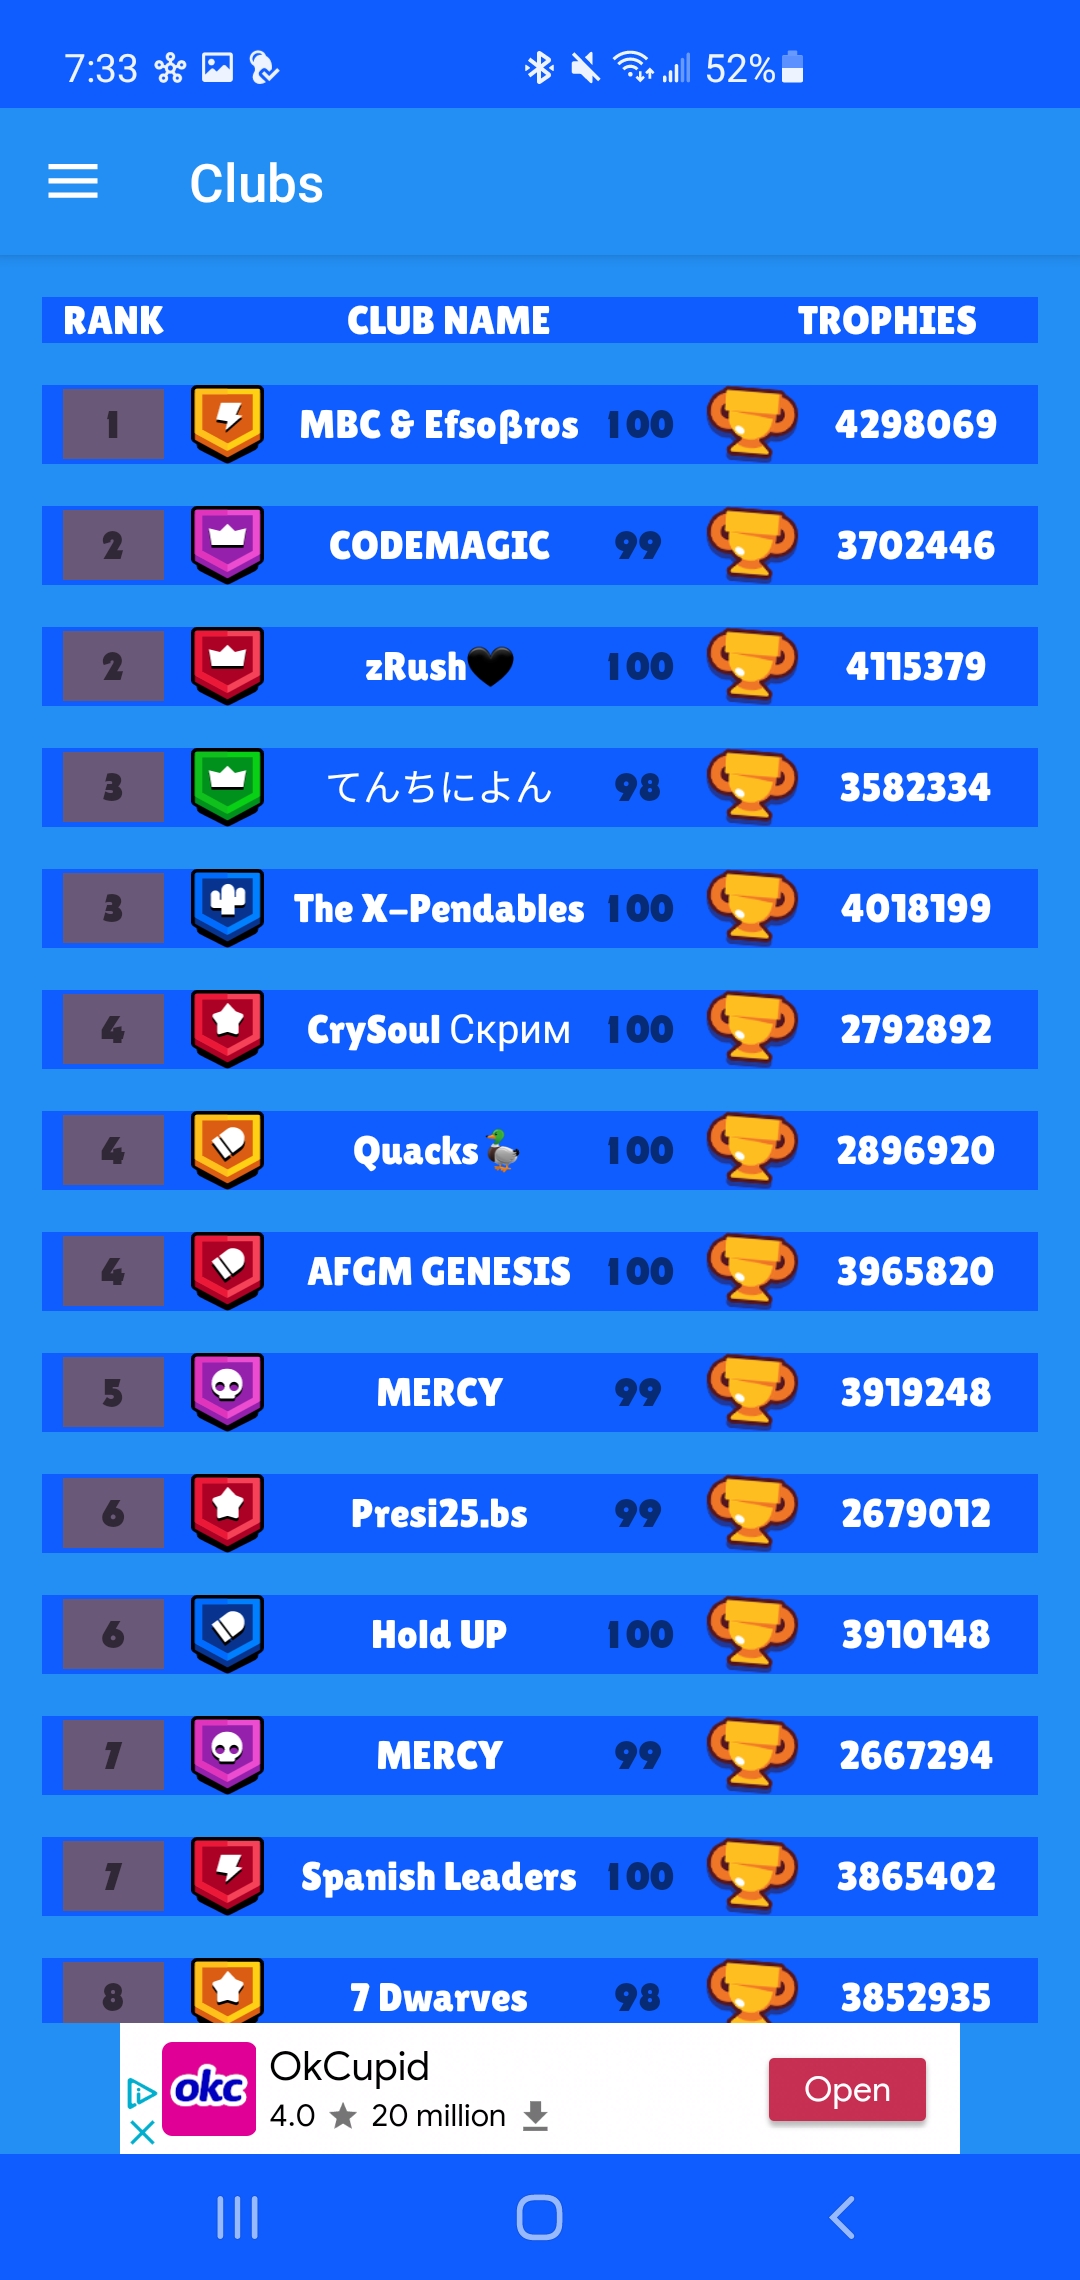 7:33 52%
Clubs
RANK CLUB NAME TROPHIES
1 MBC & Efsoβros 100 4298069
2 CODEMAGIC 99 3702446
2 zRush🖤 100 4115379
3 てんちによん 98 3582334
3 The X-Pendables 100 4018199
4 CrySoul Скрим 100 2792892
4 Quacks🦆 100 2896920
4 AFGM GENESIS 100 3965820
5 MERCY 99 3919248
6 Presi25.bs 99 2679012
6 Hold UP 100 3910148
7 MERCY 99 2667294
7 Spanish Leaders 100 3865402
8 7 Dwarves 98 3852935
okc
OkCupid
4.0 ★ 20 million
Open